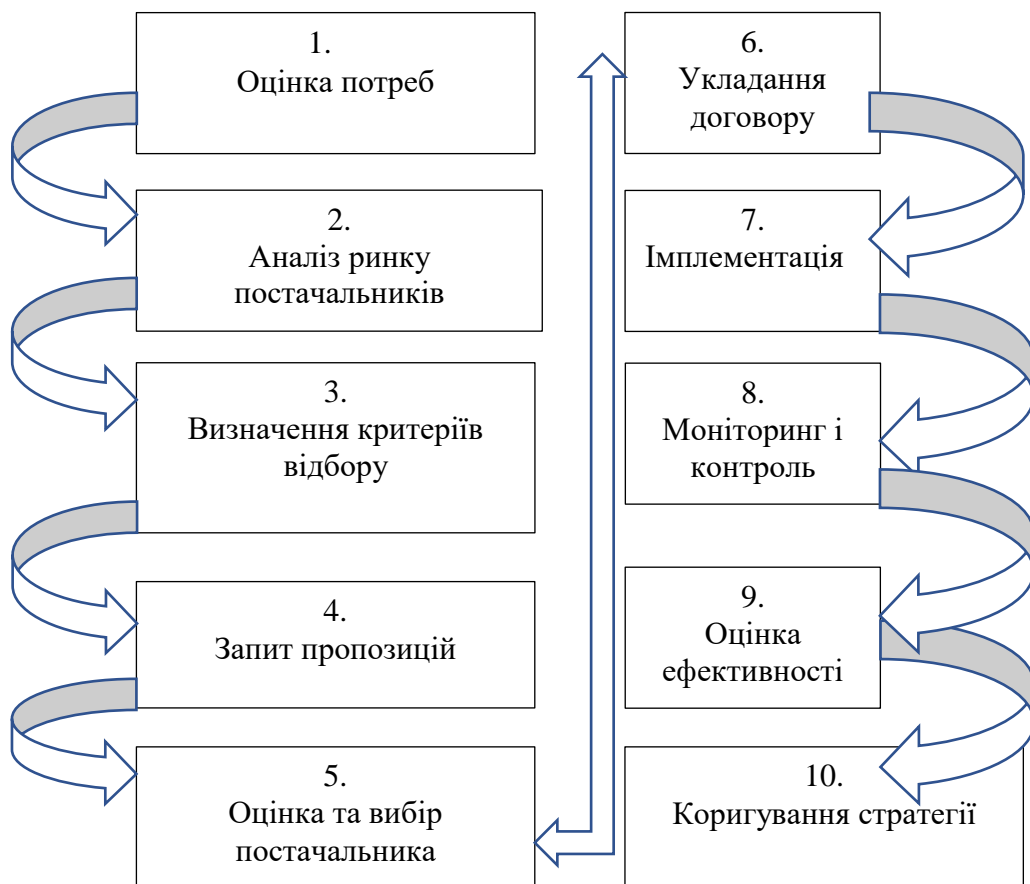 1.
Оцінка потреб
2.
Аналіз ринку
постачальників
3.
Визначення критеріїв
відбору
4.
Запит пропозицій
5.
Оцінка та вибір
постачальника
6.
Укладання
договору
7.
Імплементація
8.
Моніторинг і
контроль
9.
Оцінка
ефективності
10.
Коригування стратегії